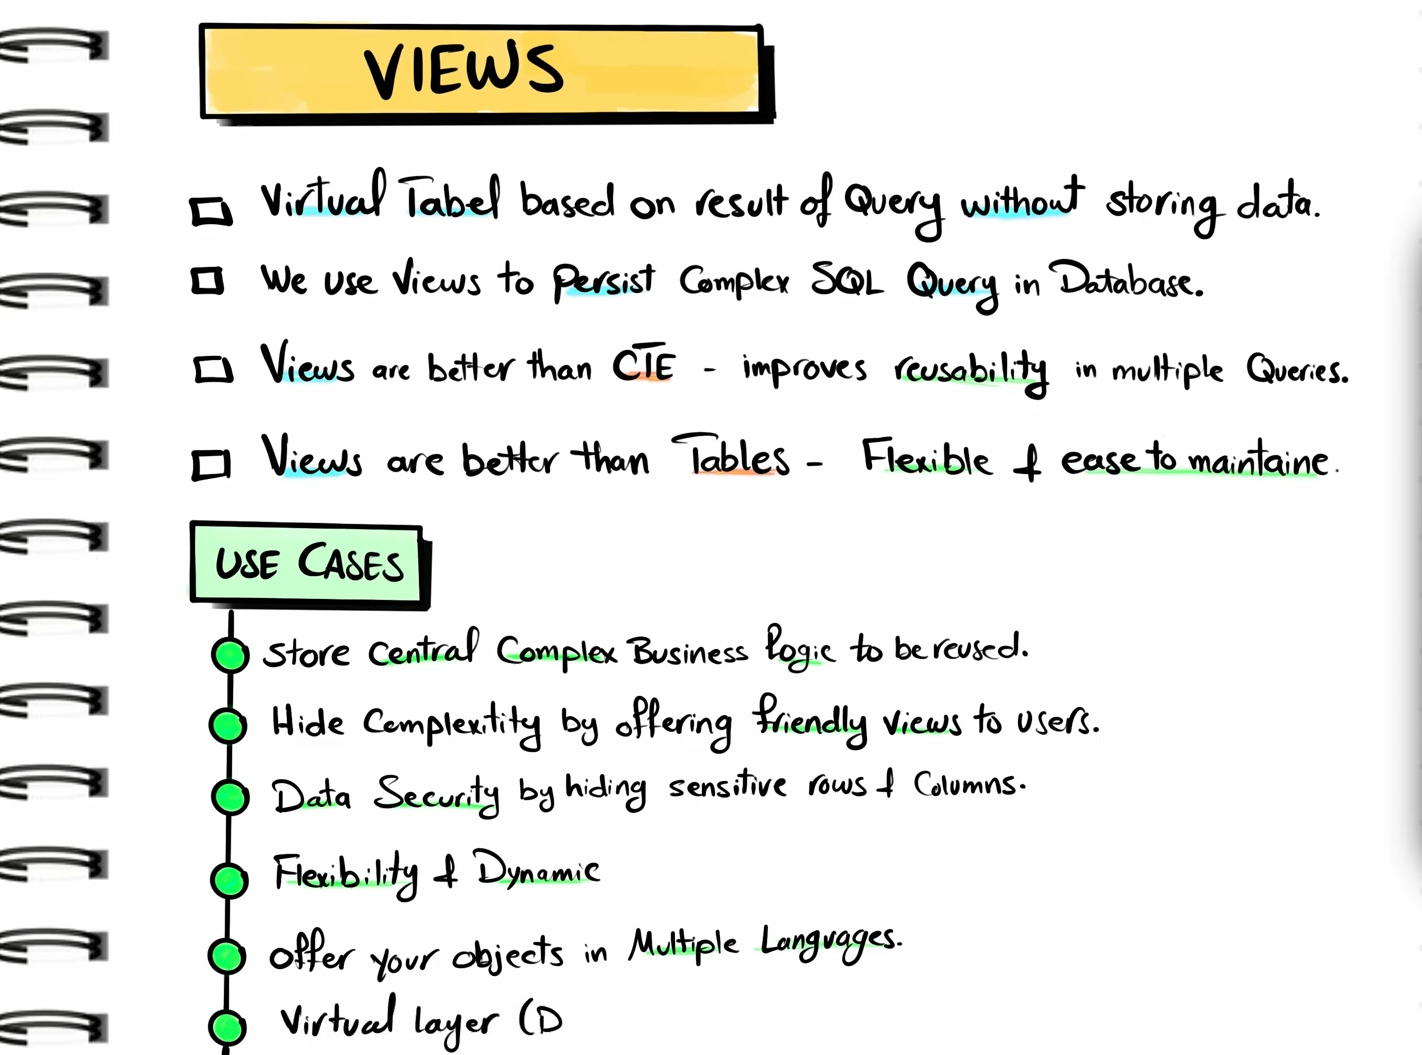 VIEWS
Virtual Tabel based on result of Query without storing data.
We use Views to Persist Complex SQL Query in Database.
Views are better than CTE - improves reusability in multiple Queries.
Views are better than Tables - Flexible & ease to maintaine.
USE CASES
Store Central Complex Business Logic to be reused.
Hide Complextity by offering friendly views to users.
Data Security by hiding sensitive rows & Columns.
Flexibility & Dynamic
offer your objects in Multiple Languages.
Virtual layer (D